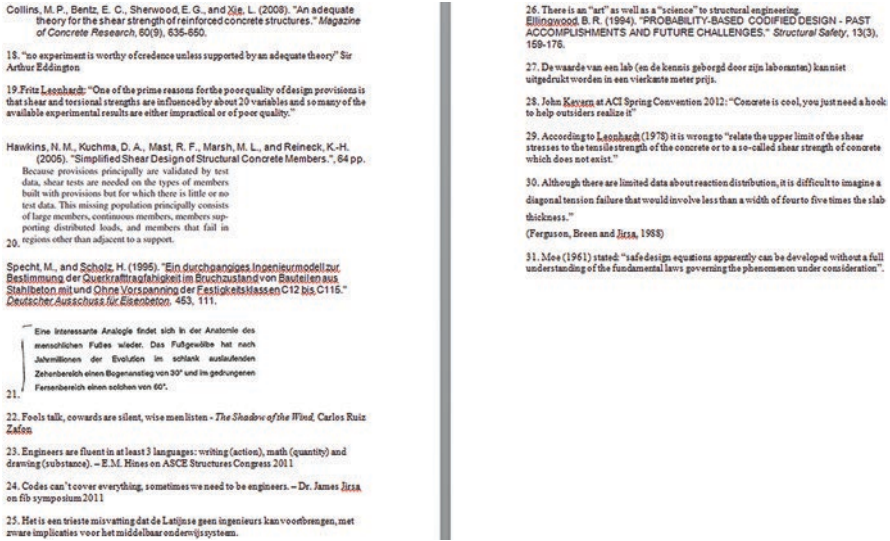 Collins, M. P., Bentz, E. C., Sherwood, E. G., and Xie, L. (2008). "An adequate
theory for the shear strength of reinforced concrete structures." Magazine
of Concrete Research, 60(9), 635-650.
18. “no experiment is worthy of credence unless supported by an adequate theory” Sir
Arthur Eddington
19.Fritz Leonhardt: “One of the prime reasons for the poor quality of design provisions is
that shear and torsional strengths are influenced by about 20 variables and so many of the
available experimental results are either impractical or of poor quality.”
Hawkins, N. M., Kuchma, D. A., Mast, R. F., Marsh, M. L., and Reineck, K.-H.
(2005). "Simplified Shear Design of Structural Concrete Members.", 64 pp.
Because provisions principally are validated by test
data, shear tests are needed on the types of members
built with provisions but for which there is little or no
test data. This missing population principally consists
of large members, continuous members, members sup-
porting distributed loads, and members that fail in
20. regions other than adjacent to a support.
Specht, M., and Scholz, H. (1995). "Ein durchgangiges Ingenieurmodell zur
Bestimmung der Querkrafttragfahigkeit im Bruchzustand von Bauteilen aus
Stahlbeton mit und Ohne Vorspanning der Festigkeitsklassen C12 bis C115."
Deutscher Ausschuss für Eisenbeton, 453, 111.
Eine interessante Analogie findet sich in der Anatomie des
menschlichen Fußes wieder. Das Fußgewölbe hat nach
Jahrmillionen der Evolution im schlank auslaufenden
Zehenbereich einen Bogenanstieg von 30° und im gedrungenen
Fersenbereich einen solchen von 60°.
21.
22. Fools talk, cowards are silent, wise men listen - The Shadow of the Wind, Carlos Ruiz
Zafon
23. Engineers are fluent in at least 3 languages: writing (action), math (quantity) and
drawing (substance). – E.M. Hines on ASCE Structures Congress 2011
24. Codes can’t cover everything, sometimes we need to be engineers. – Dr. James Jirsa
on fib symposium 2011
25. Het is een trieste misvatting dat de Latijnse geen ingenieurs kan voortbrengen, met
zware implicaties voor het middelbaar onderwijssysteem.
26. There is an “art” as well as a “science” to structural engineering.
Ellingwood, B. R. (1994). "PROBABILITY-BASED CODIFIED DESIGN - PAST
ACCOMPLISHMENTS AND FUTURE CHALLENGES." Structural Safety, 13(3),
159-176.
27. De waarde van een lab (en de kennis geborgd door zijn laboranten) kan niet
uitgedrukt worden in een vierkante meter prijs.
28. John Kevern at ACI Spring Convention 2012: “Concrete is cool, you just need a hook
to help outsiders realize it”
29. According to Leonhardt (1978) it is wrong to “relate the upper limit of the shear
stresses to the tensile strength of the concrete or to a so-called shear strength of concrete
which does not exist.”
30. Although there are limited data about reaction distribution, it is difficult to imagine a
diagonal tension failure that would involve less than a width of four to five times the slab
thickness.”
(Ferguson, Breen and Jirsa, 1988)
31. Moe (1961) stated: “safe design equations apparently can be developed without a full
understanding of the fundamental laws governing the phenomenon under consideration”.